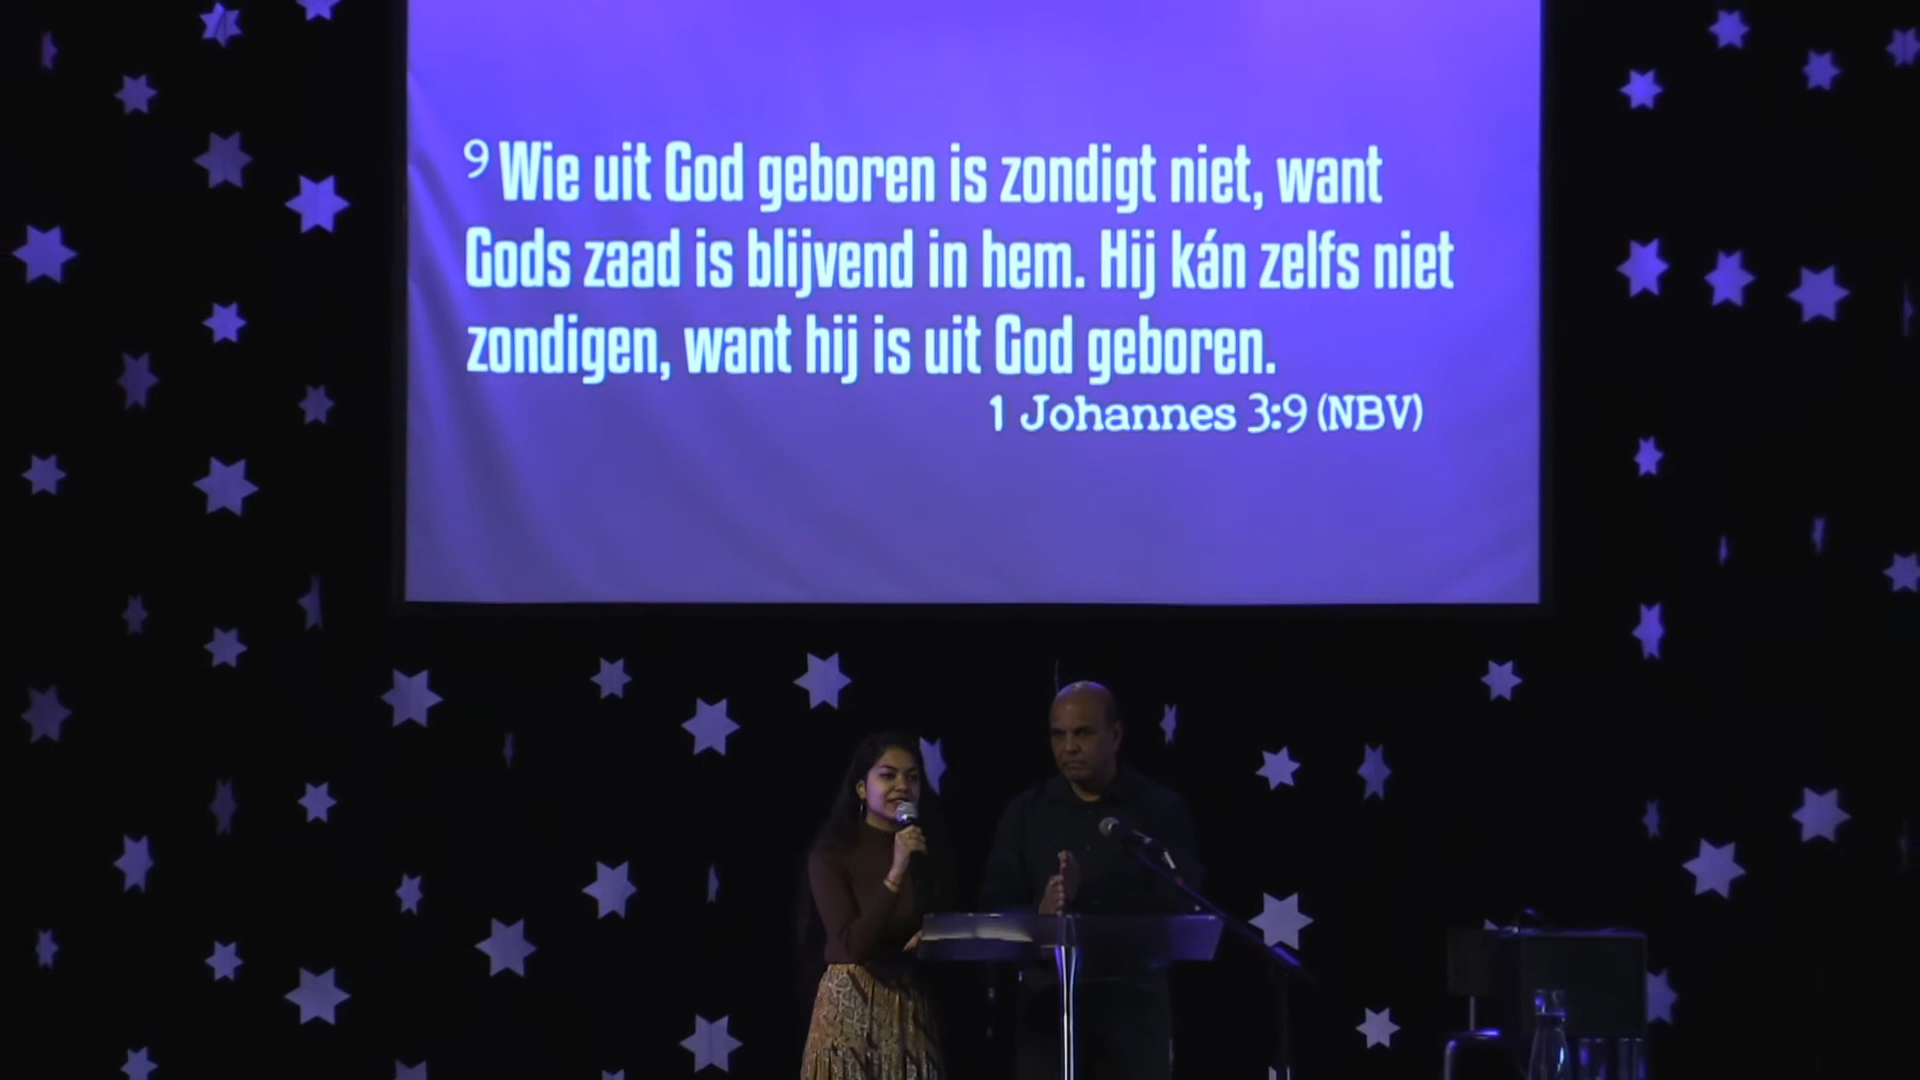 9 Wie uit God geboren is zondigt niet, want
Gods zaad is blijvend in hem. Hij kán zelfs niet
zondigen, want hij is uit God geboren.
1 Johannes 3:9 (NBV)